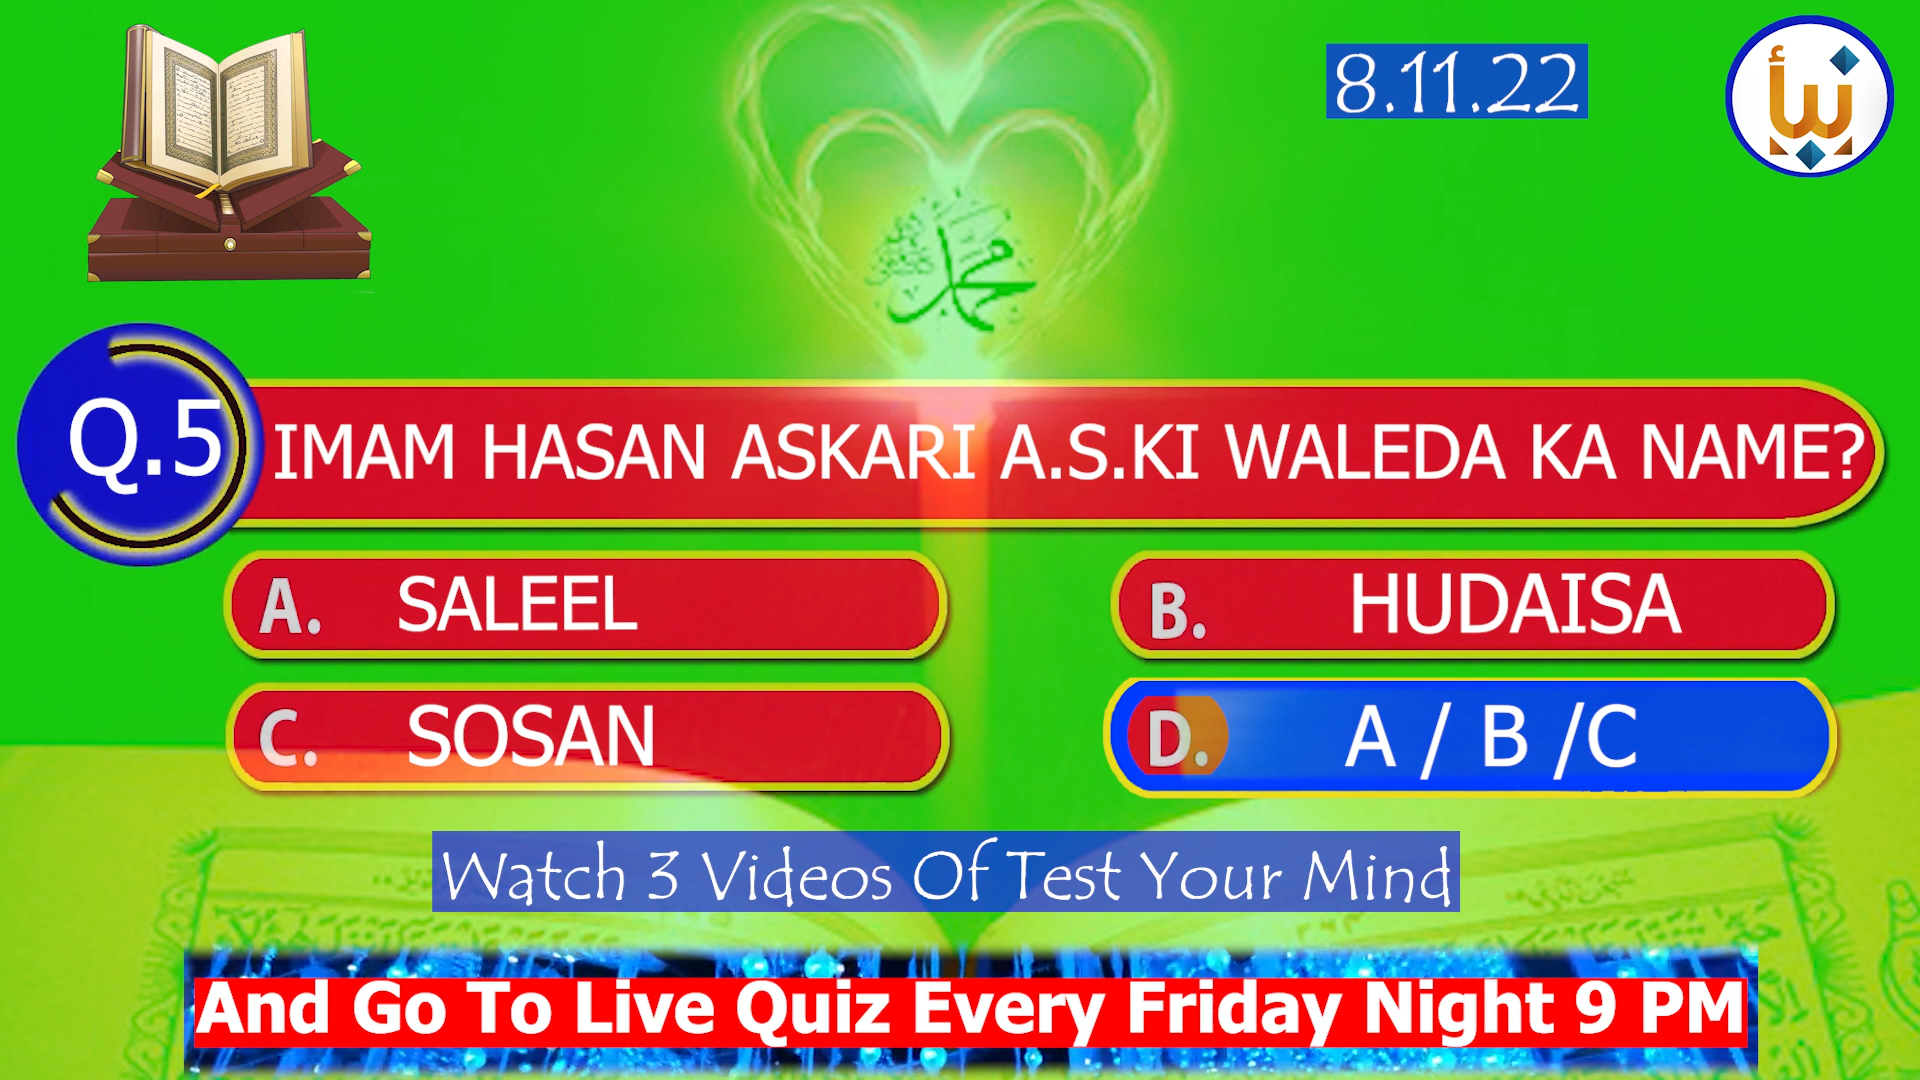 8.11.22
محمد
Q.5
IMAM HASAN ASKARI A.S.KI WALEDA KA NAME?
A. SALEEL
B. HUDAISA
C. SOSAN
D. A / B /C
Watch 3 Videos Of Test Your Mind
And Go To Live Quiz Every Friday Night 9 PM